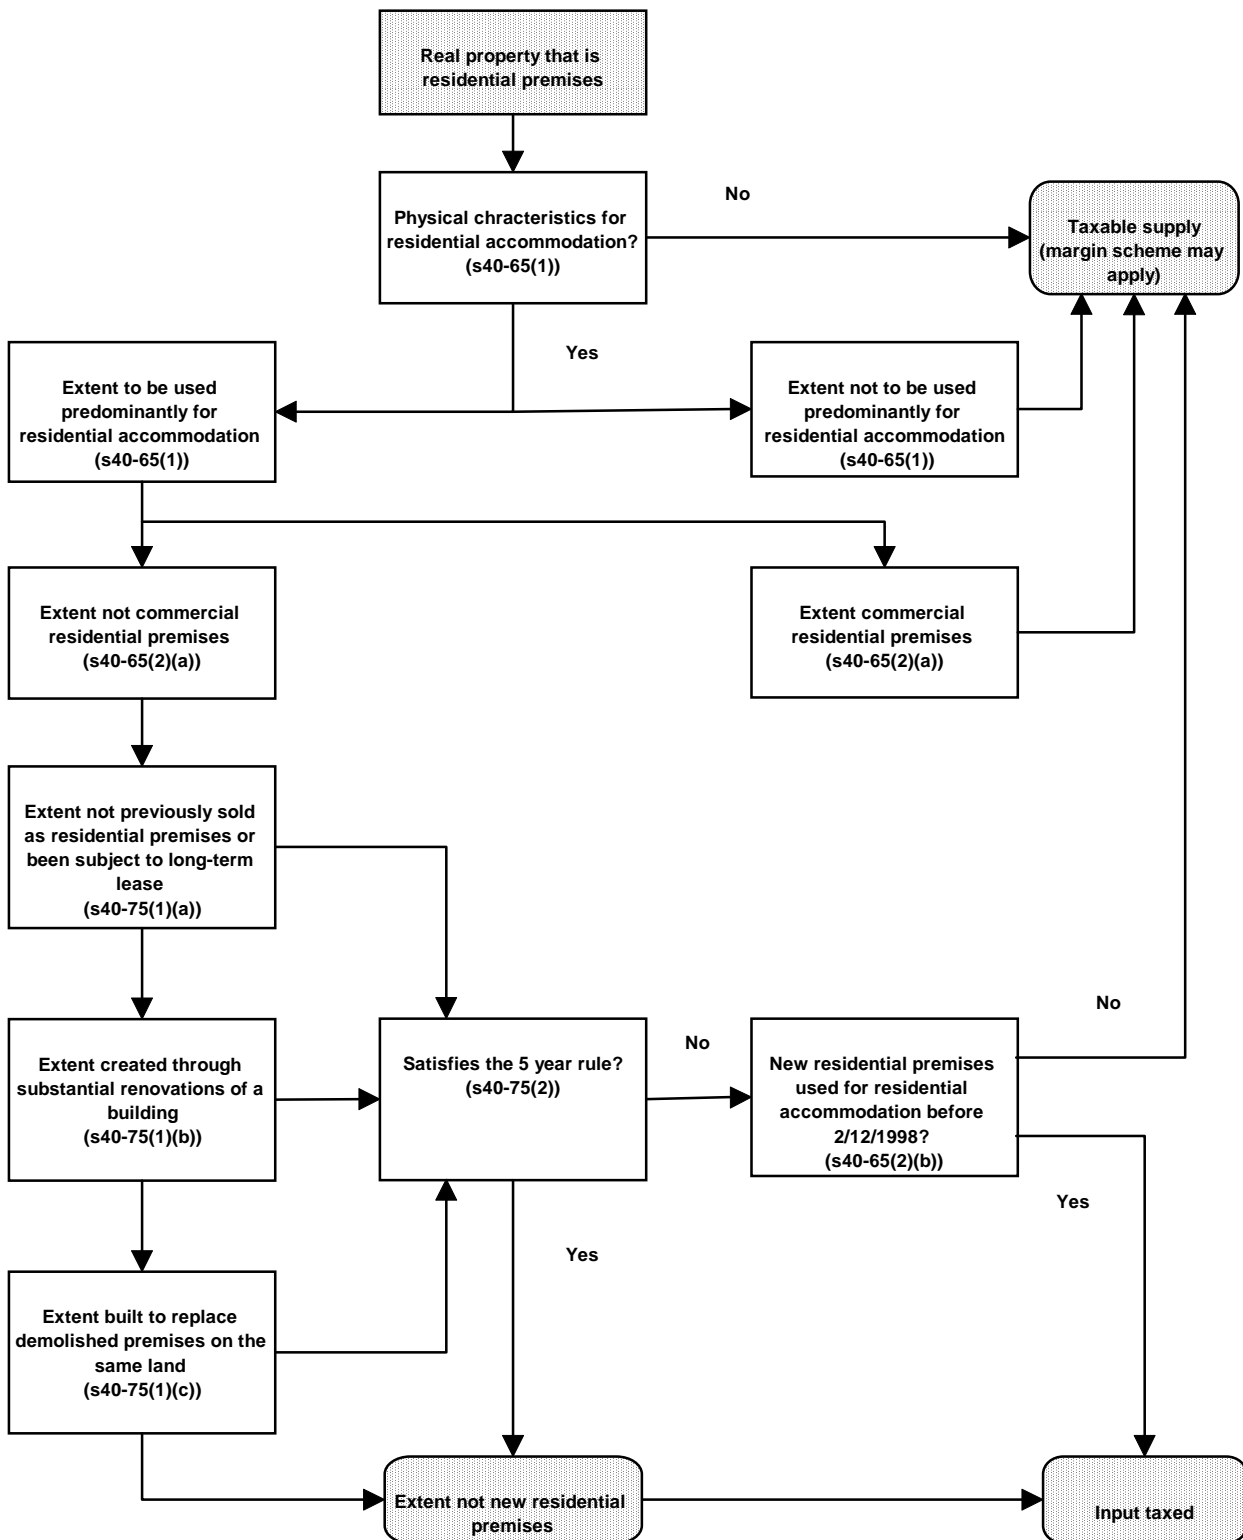 Real property that is
residential premises
No
Physical chracteristics for
residential accommodation?
(s40-65(1))
Taxable supply
(margin scheme may
apply)
Yes
Extent to be used
predominantly for
residential accommodation
(s40-65(1))
Extent not to be used
predominantly for
residential accommodation
(s40-65(1))
Extent not commercial
residential premises
(s40-65(2)(a))
Extent commercial
residential premises
(s40-65(2)(a))
Extent not previously sold
as residential premises or
been subject to long-term
lease
(s40-75(1)(a))
Extent created through
substantial renovations of a
building
(s40-75(1)(b))
Satisfies the 5 year rule?
(s40-75(2))
No
New residential premises
used for residential
accommodation before
2/12/1998?
(s40-65(2)(b))
No
Yes
Yes
Extent built to replace
demolished premises on the
same land
(s40-75(1)(c))
Extent not new residential
premises
Input taxed